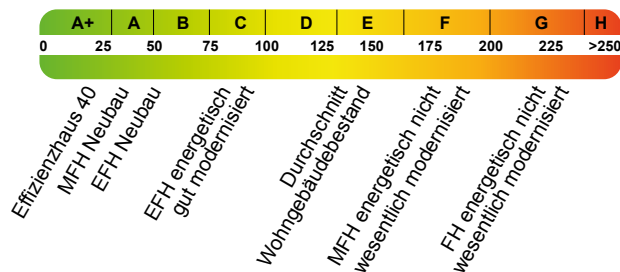 A+ A B C D E F G H
0 25 50 75 100 125 150 175 200 225 >250
Effizienzhaus 40
MFH Neubau
EFH Neubau
EFH energetisch
gut modernisiert
Durchschnitt
Wohngebäudebestand
MFH energetisch nicht
wesentlich modernisiert
FH energetisch nicht
wesentlich modernisiert